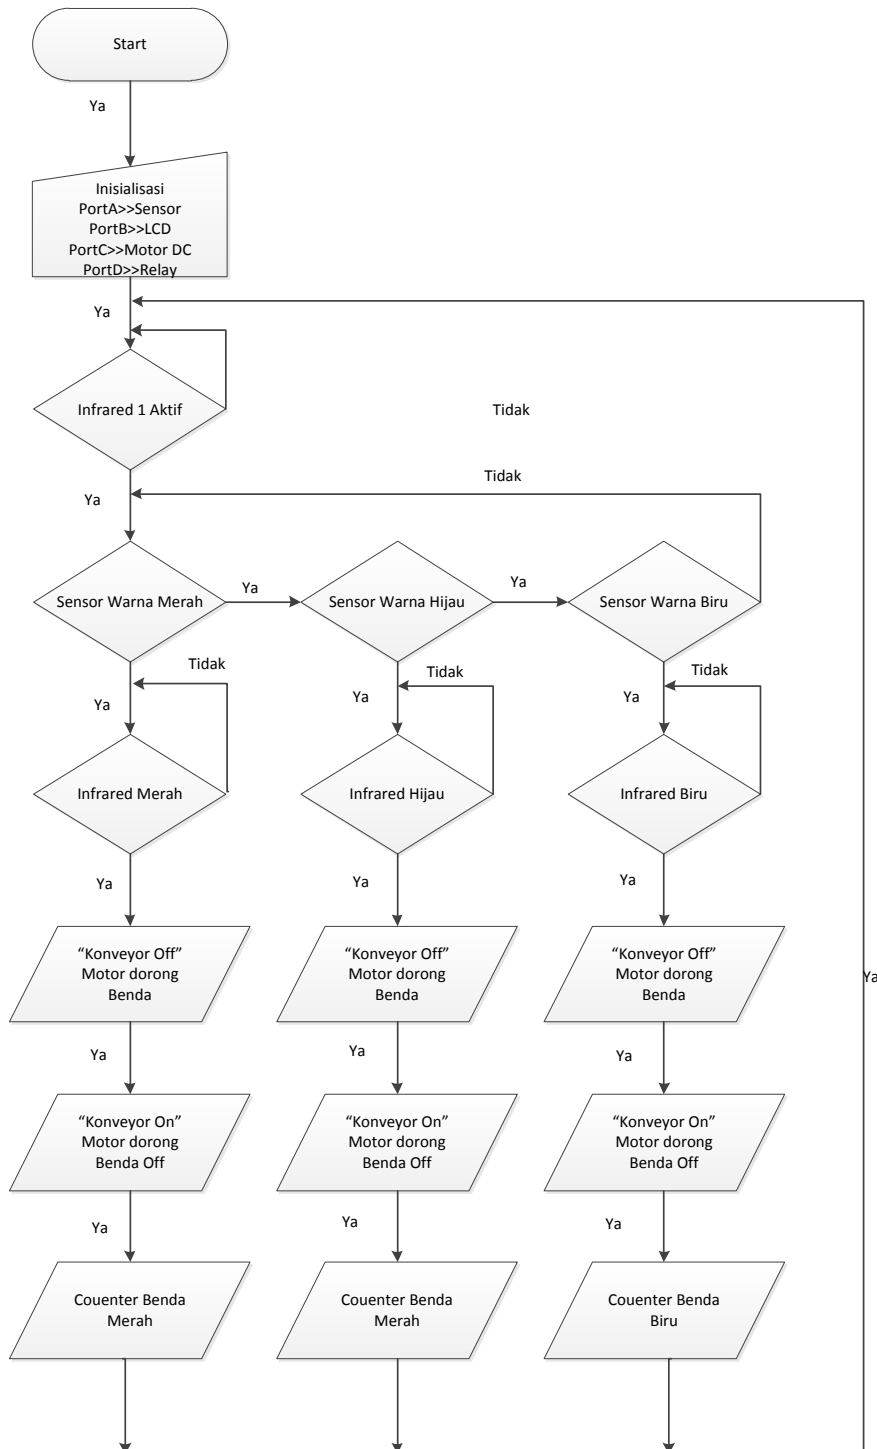 Start
Ya
Inisialisasi
PortA>>Sensor
PortB>>LCD
PortC>>Motor DC
PortD>>Relay
Ya
Infrared 1 Aktif
Tidak
Tidak
Ya
Sensor Warna Merah
Ya
Sensor Warna Hijau
Ya
Sensor Warna Biru
Tidak
Tidak
Tidak
Ya
Ya
Ya
Infrared Merah
Infrared Hijau
Infrared Biru
Ya
Ya
Ya
“Konveyor Off”
Motor dorong
Benda
“Konveyor Off”
Motor dorong
Benda
“Konveyor Off”
Motor dorong
Benda
Ya
Ya
Ya
Ya
“Konveyor On”
Motor dorong
Benda Off
“Konveyor On”
Motor dorong
Benda Off
“Konveyor On”
Motor dorong
Benda Off
Ya
Ya
Ya
Couenter Benda
Merah
Couenter Benda
Merah
Couenter Benda
Biru